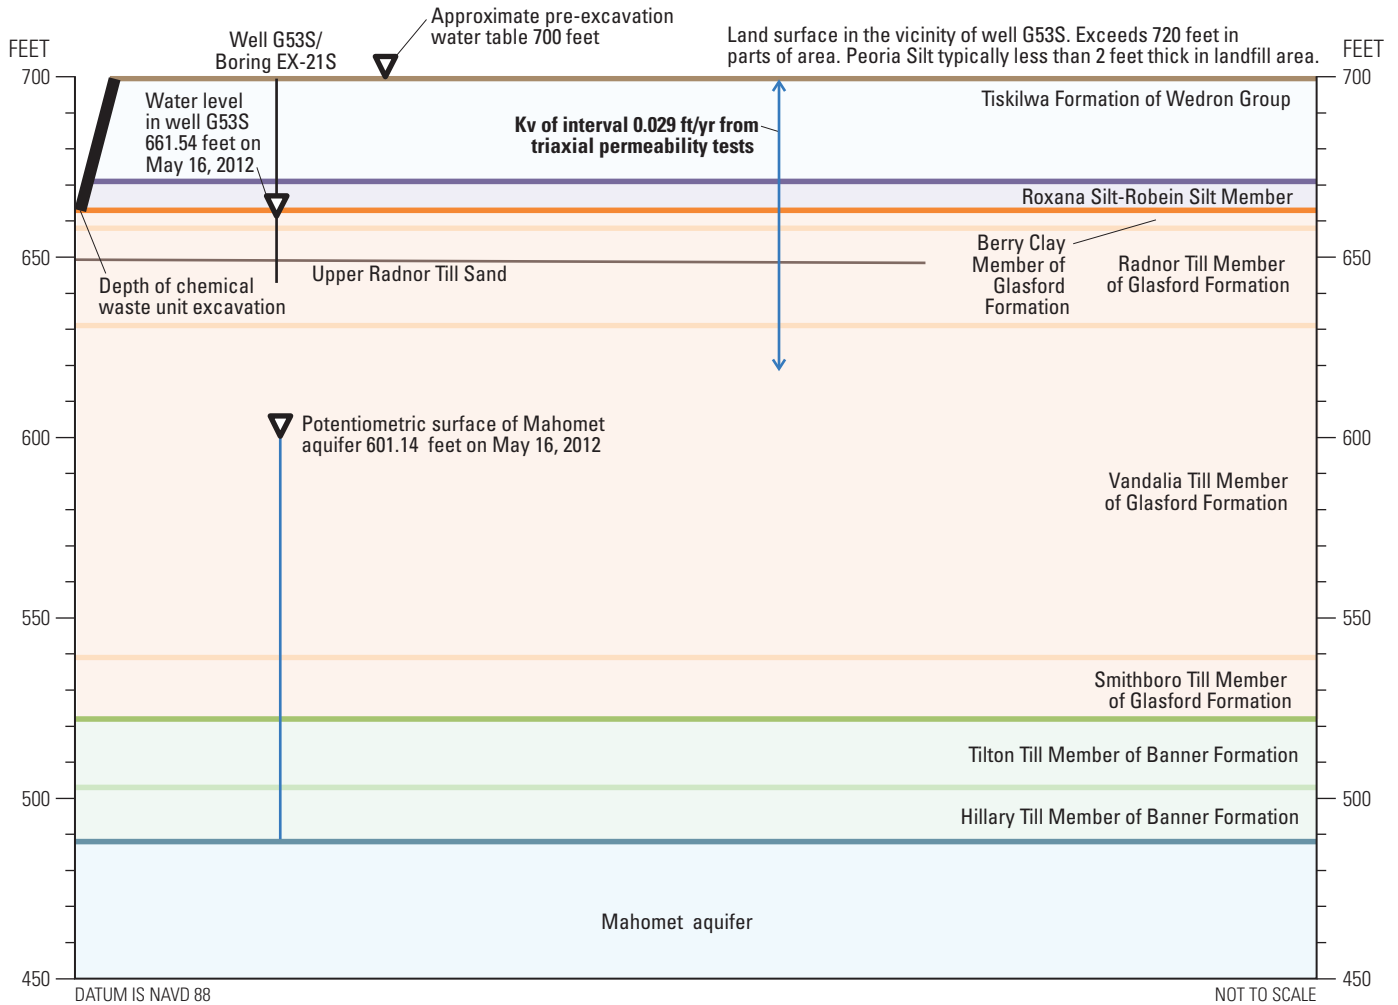 FEET
Well G53S/
Boring EX-21S
Approximate pre-excavation
water table 700 feet
Land surface in the vicinity of well G53S. Exceeds 720 feet in
parts of area. Peoria Silt typically less than 2 feet thick in landfill area.
FEET
700
700
Water level
in well G53S
661.54 feet on
May 16, 2012
Kv of interval 0.029 ft/yr from
triaxial permeability tests
Tiskilwa Formation of Wedron Group
Roxana Silt-Robein Silt Member
Berry Clay
Member of
Glasford
Formation
Radnor Till Member
of Glasford Formation
650
650
Upper Radnor Till Sand
Depth of chemical
waste unit excavation
Potentiometric surface of Mahomet
aquifer 601.14 feet on May 16, 2012
600
600
Vandalia Till Member
of Glasford Formation
550
550
Smithboro Till Member
of Glasford Formation
Tilton Till Member of Banner Formation
500
500
Hillary Till Member of Banner Formation
Mahomet aquifer
450
450
DATUM IS NAVD 88
NOT TO SCALE